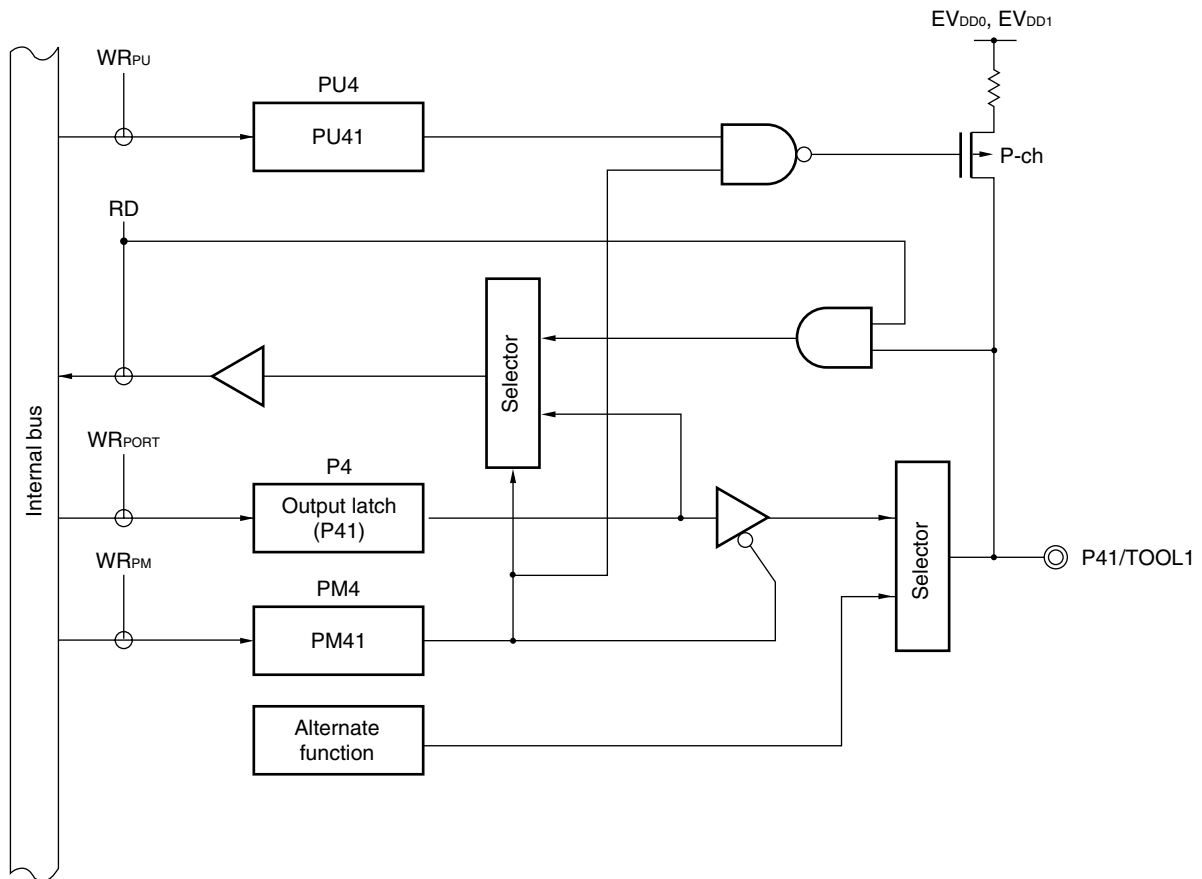 EVDD0, EVDD1
WRPU
PU4
PU41
P-ch
RD
Selector
Internal bus
WRPORT
P4
Output latch
(P41)
Selector
P41/TOOL1
WRPM
PM4
PM41
Alternate
function